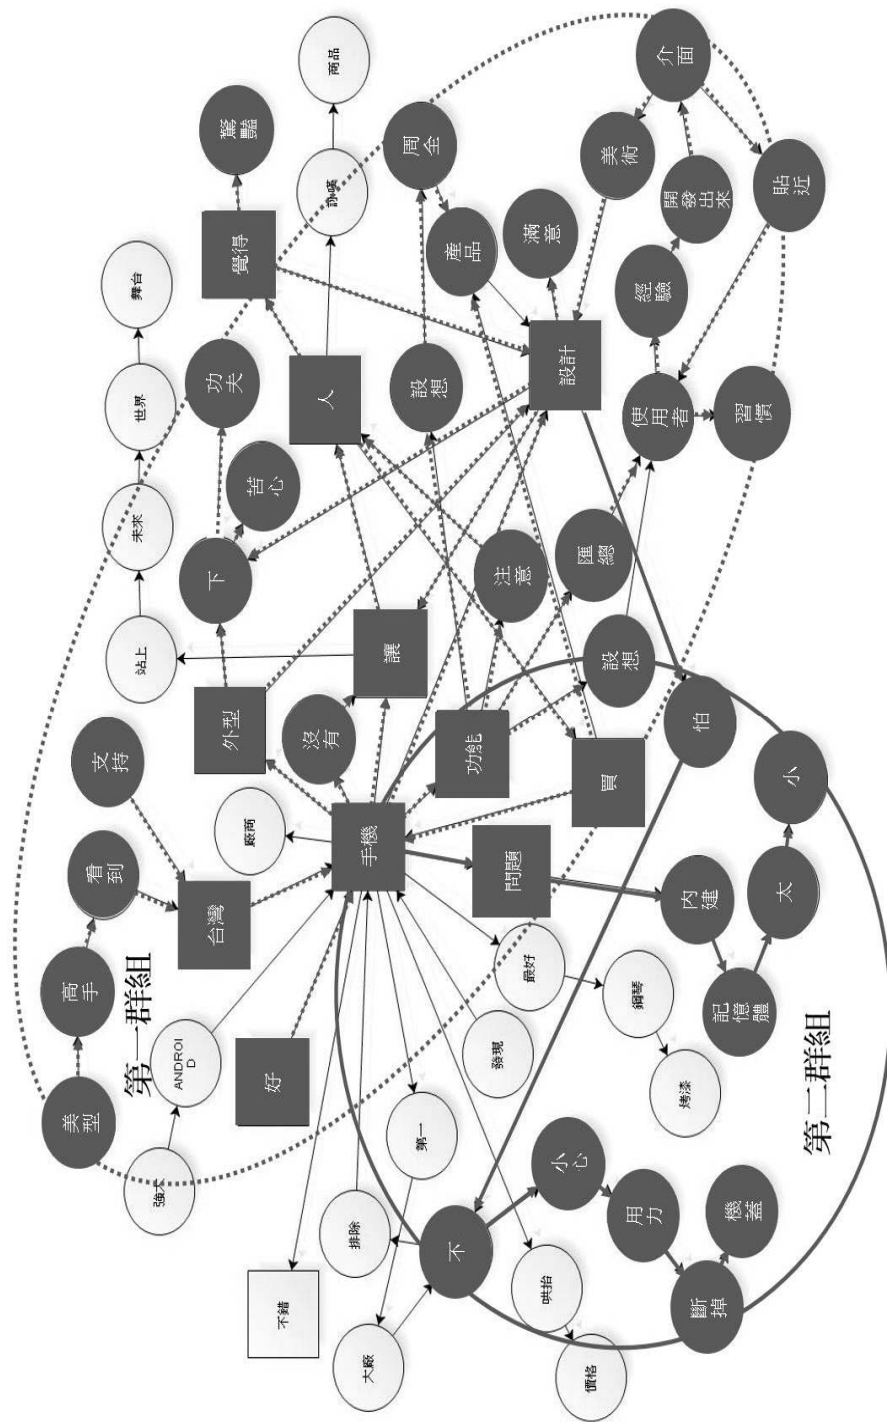 美型
高手
看到
支持
第一群組
強大
ANDROID
台灣
站上
未來
世界
舞台
下
功夫
驚豔
外型
苦心
覺得
廠商
好
不錯
沒有
人
詠嘆
商品
排除
大廠
手機
讓
設想
周全
第一
不
功能
產品
發現
問題
注意
滿意
最好
哄抬
小心
設計
價格
買
匯總
設想
美術
鋼琴
用力
經驗
使用者
介面
烤漆
內建
怕
開發出來
斷掉
機蓋
記憶體
習慣
太
小
貼近
第二群組